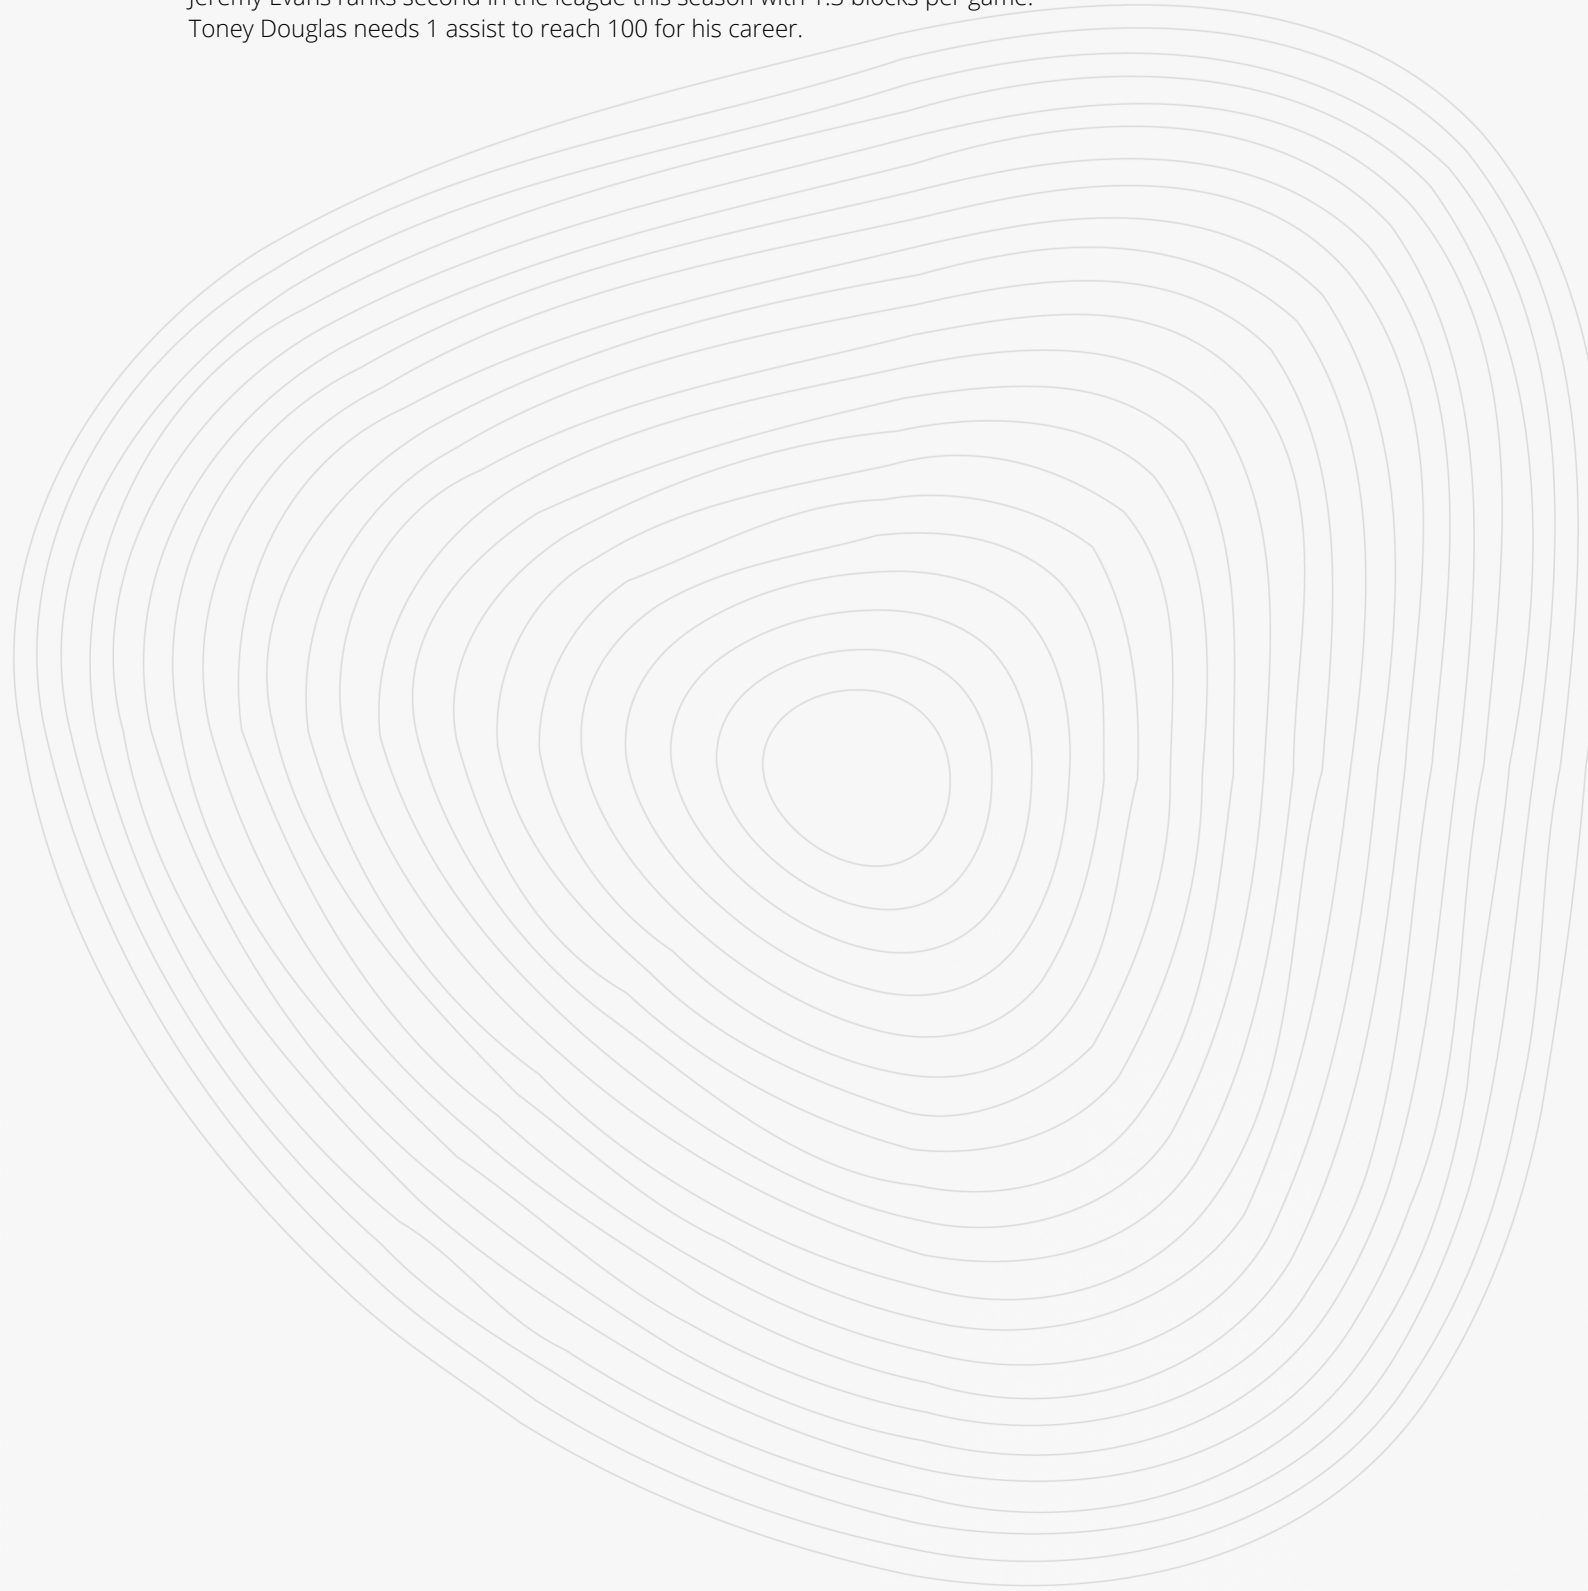 Jeremy Evans ranks second in the league this season with 1.5 blocks per game.
Toney Douglas needs 1 assist to reach 100 for his career.